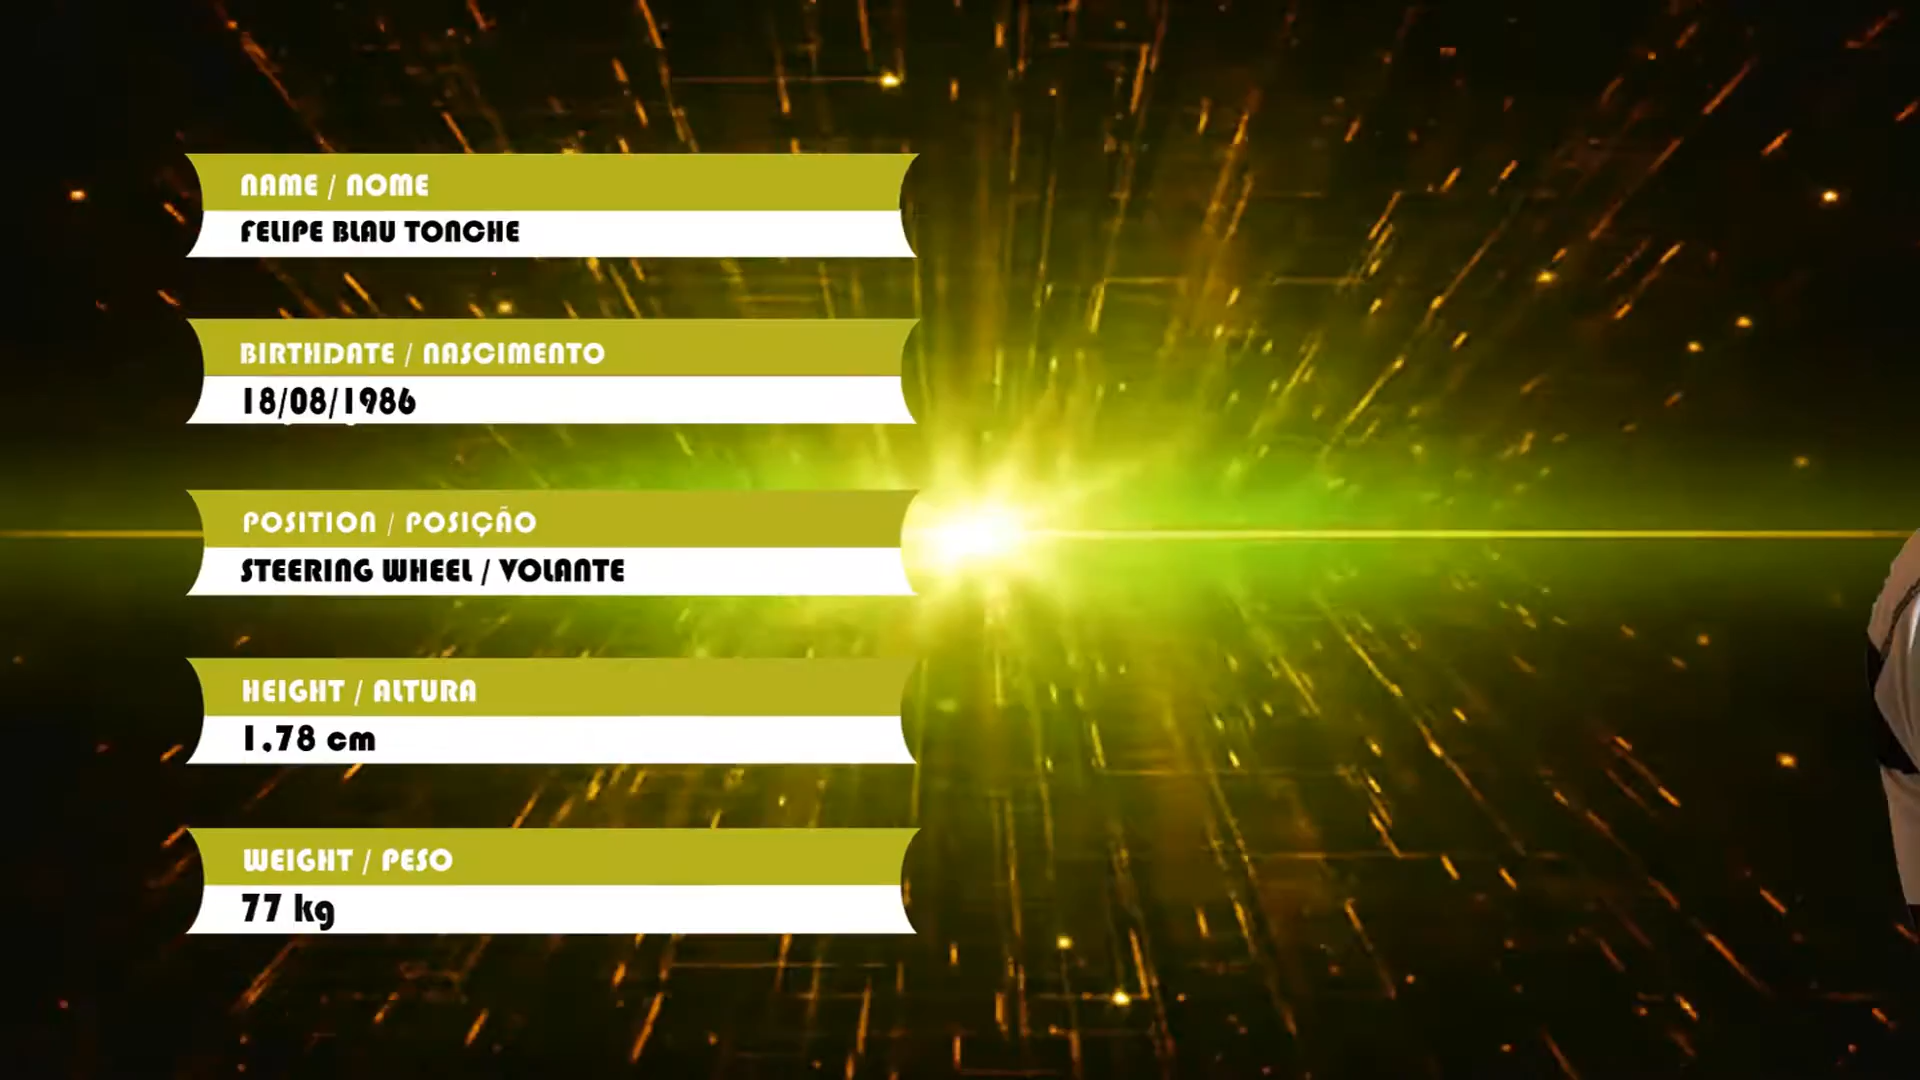 NAME / NOME
FELIPE BLAU TONCHE
BIRTHDATE / NASCIMENTO
18/08/1986
POSITION / POSIÇÃO
STEERING WHEEL / VOLANTE
HEIGHT / ALTURA
1.78 cm
WEIGHT / PESO
77 kg